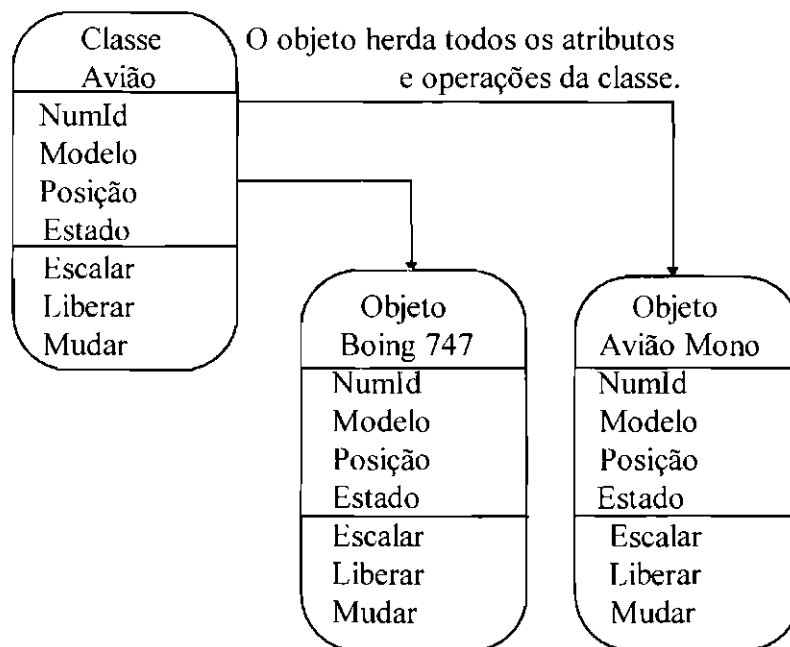 Classe
Avião
O objeto herda todos os atributos
e operações da classe.
NumId
Modelo
Posição
Estado
Escalar
Liberar
Mudar
Objeto
Boing 747
NumId
Modelo
Posição
Estado
Escalar
Liberar
Mudar
Objeto
Avião Mono
NumId
Modelo
Posição
Estado
Escalar
Liberar
Mudar